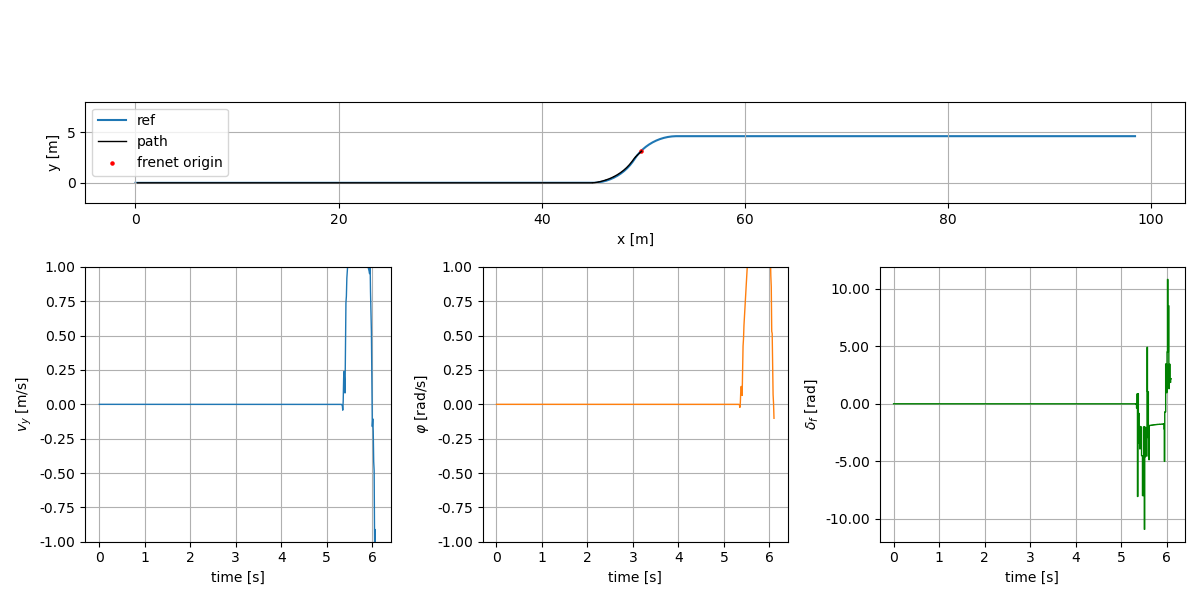 ref
path
frenet origin
y [m]
5
0
0
20
40
60
80
100
x [m]
1.00
0.75
0.50
0.25
0.00
-0.25
-0.50
-0.75
-1.00
v_y [m/s]
0 1 2 3 4 5 6
time [s]
1.00
0.75
0.50
0.25
0.00
-0.25
-0.50
-0.75
-1.00
φ [rad/s]
0 1 2 3 4 5 6
time [s]
10.00
5.00
0.00
-5.00
-10.00
δ_f [rad]
0 1 2 3 4 5 6
time [s]